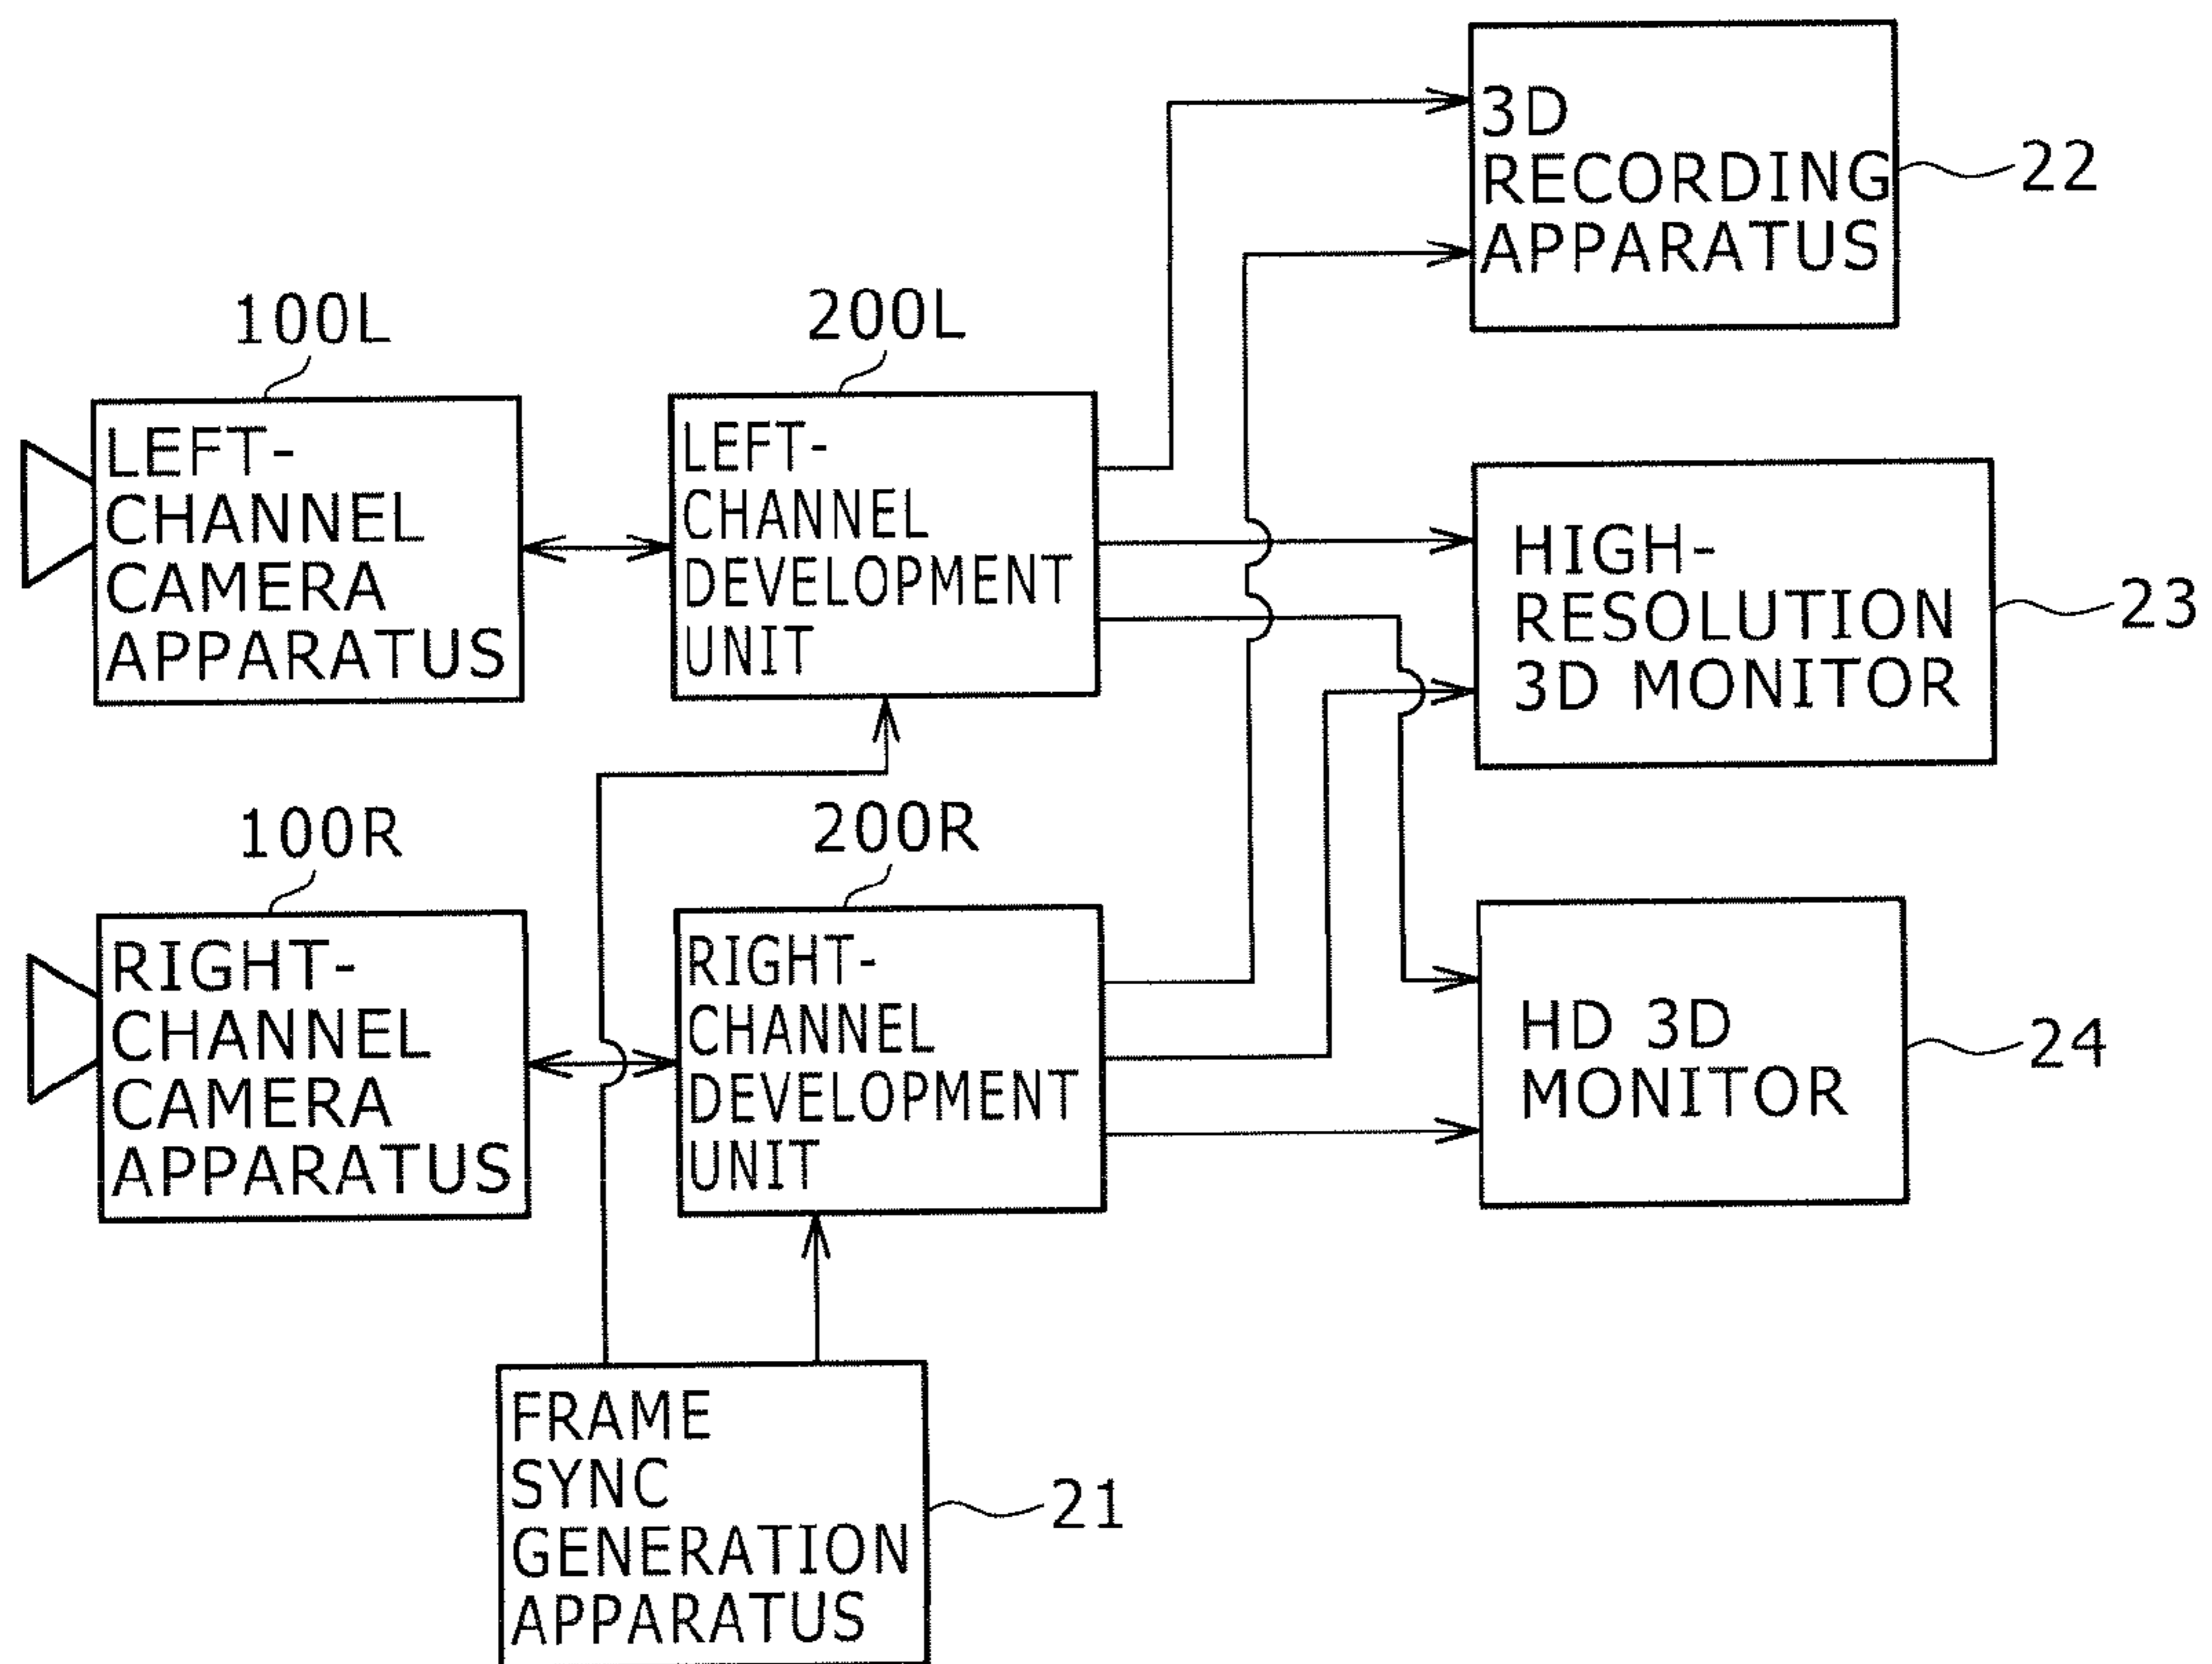 3D
RECORDING
APPARATUS
22
100L
LEFT-
CHANNEL
CAMERA
APPARATUS
200L
LEFT-
CHANNEL
DEVELOPMENT
UNIT
HIGH-
RESOLUTION
3D MONITOR
23
100R
RIGHT-
CHANNEL
CAMERA
APPARATUS
200R
RIGHT-
CHANNEL
DEVELOPMENT
UNIT
HD 3D
MONITOR
24
FRAME
SYNC
GENERATION
APPARATUS
21